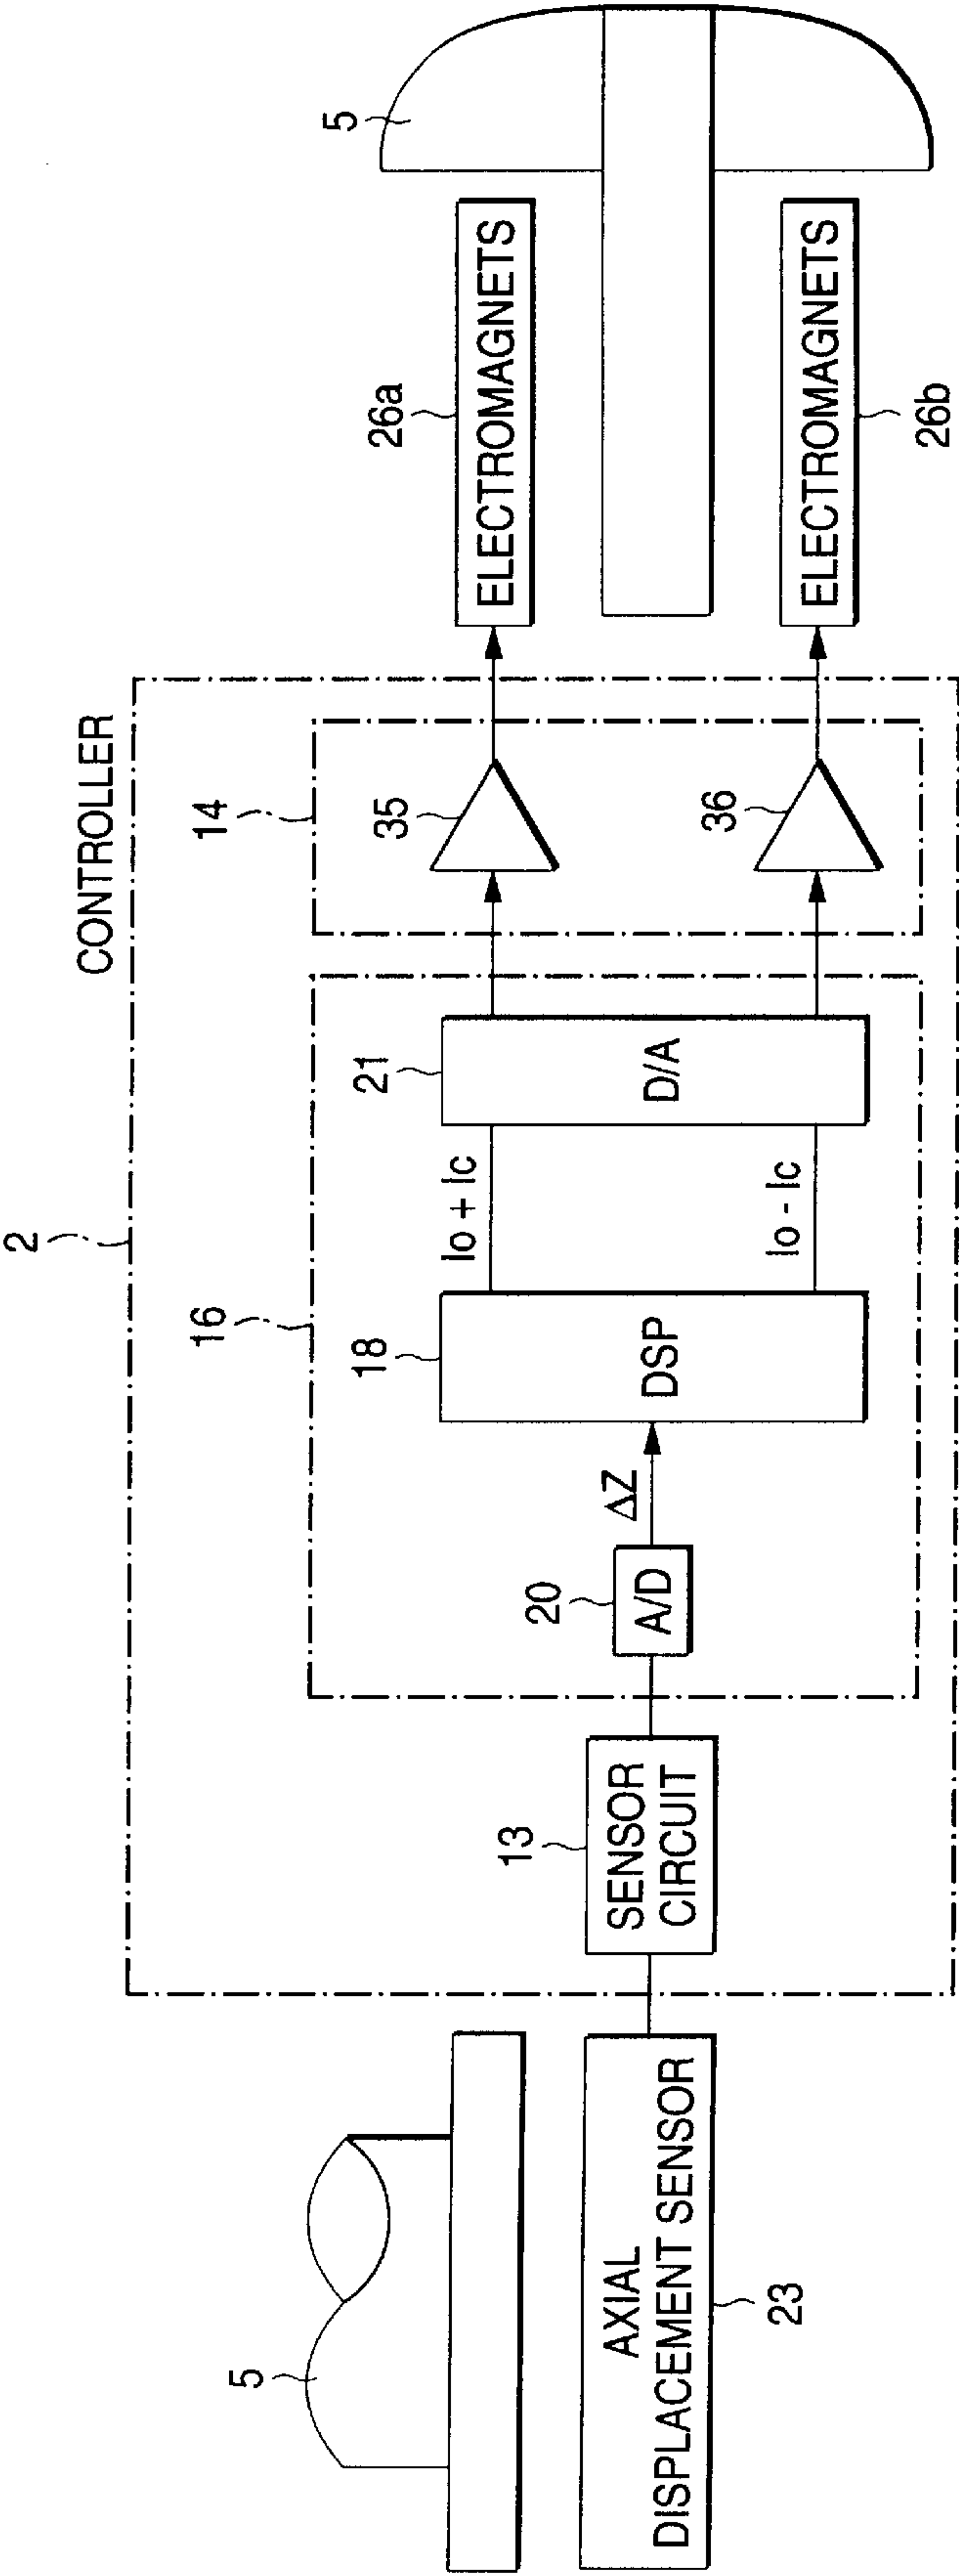 2
CONTROLLER
16
14
5
5
18
21
35
26a
ELECTROMAGNETS
Io + Ic
13
20
ΔZ
AXIAL
DISPLACEMENT SENSOR
SENSOR
CIRCUIT
A/D
DSP
D/A
Io - Ic
36
ELECTROMAGNETS
23
26b